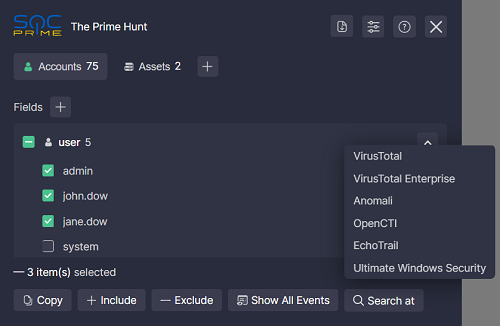 SOC
PRIME
The Prime Hunt
Accounts 75
Assets 2
Fields
user 5
admin
john.dow
jane.dow
system
VirusTotal
VirusTotal Enterprise
Anomali
OpenCTI
EchoTrail
Ultimate Windows Security
— 3 item(s) selected
Copy
Include
Exclude
Show All Events
Search at